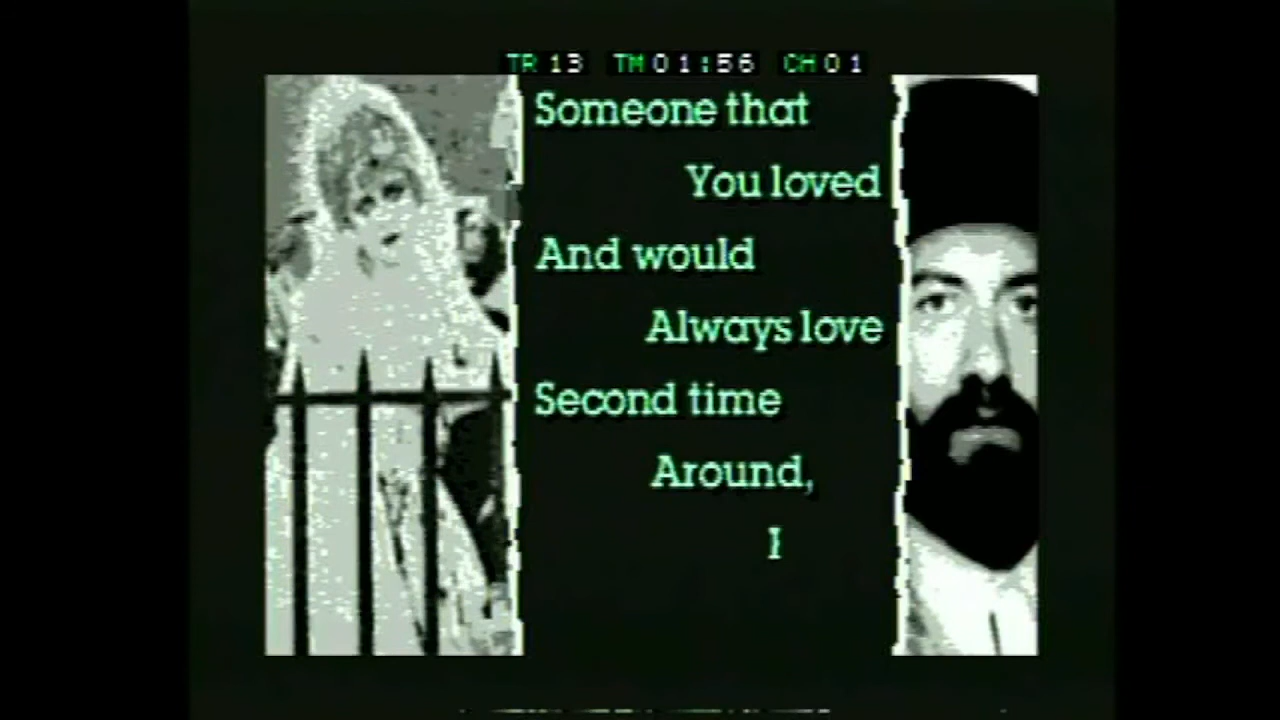 TR 13 TM 01:56 CH 01
Someone that
You loved
And would
Always love
Second time
Around,
I